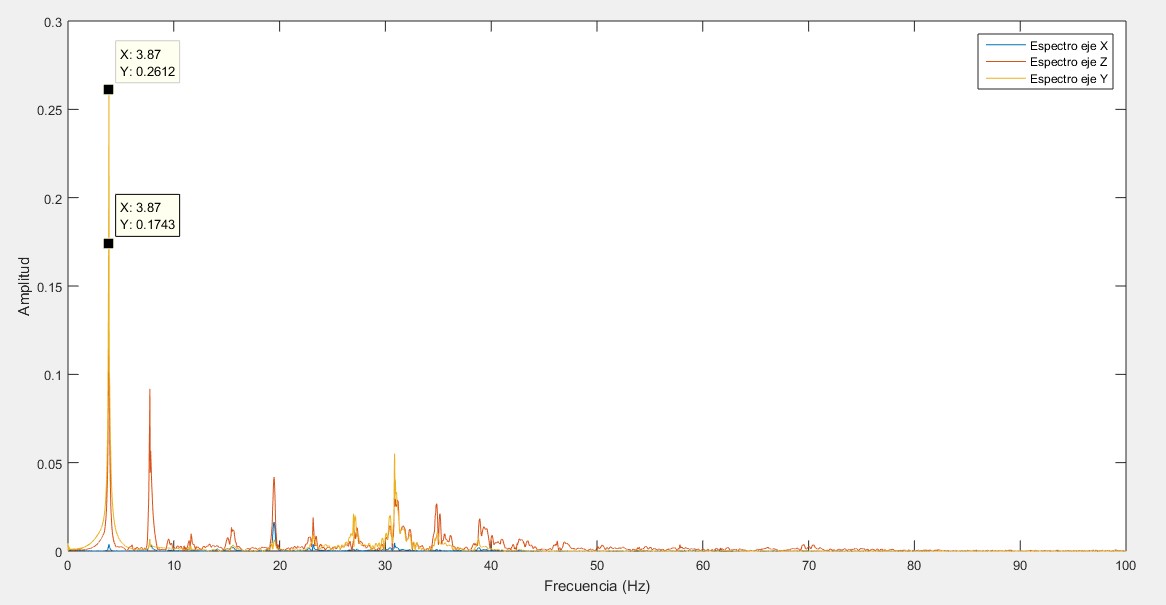 0.3
0.25
0.2
0.15
0.1
0.05
0
Amplitud
X: 3.87
Y: 0.2612
X: 3.87
Y: 0.1743
Espectro eje X
Espectro eje Z
Espectro eje Y
0 10 20 30 40 50 60 70 80 90 100
Frecuencia (Hz)